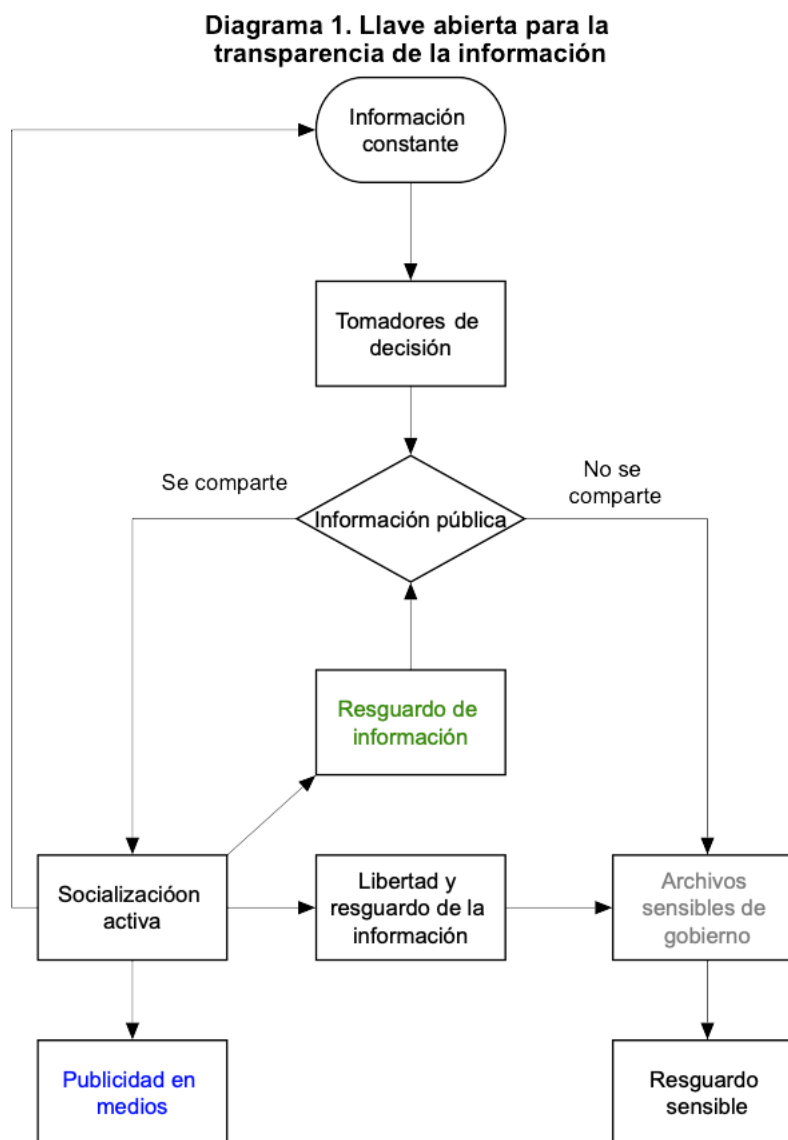 Diagrama 1. Llave abierta para la
transparencia de la información
Información
constante
Tomadores de
decisión
Se comparte
No se
comparte
Información pública
Resguardo de
información
Socializacióon
activa
Libertad y
resguardo de la
información
Archivos
sensibles de
gobierno
Publicidad en
medios
Resguardo
sensible